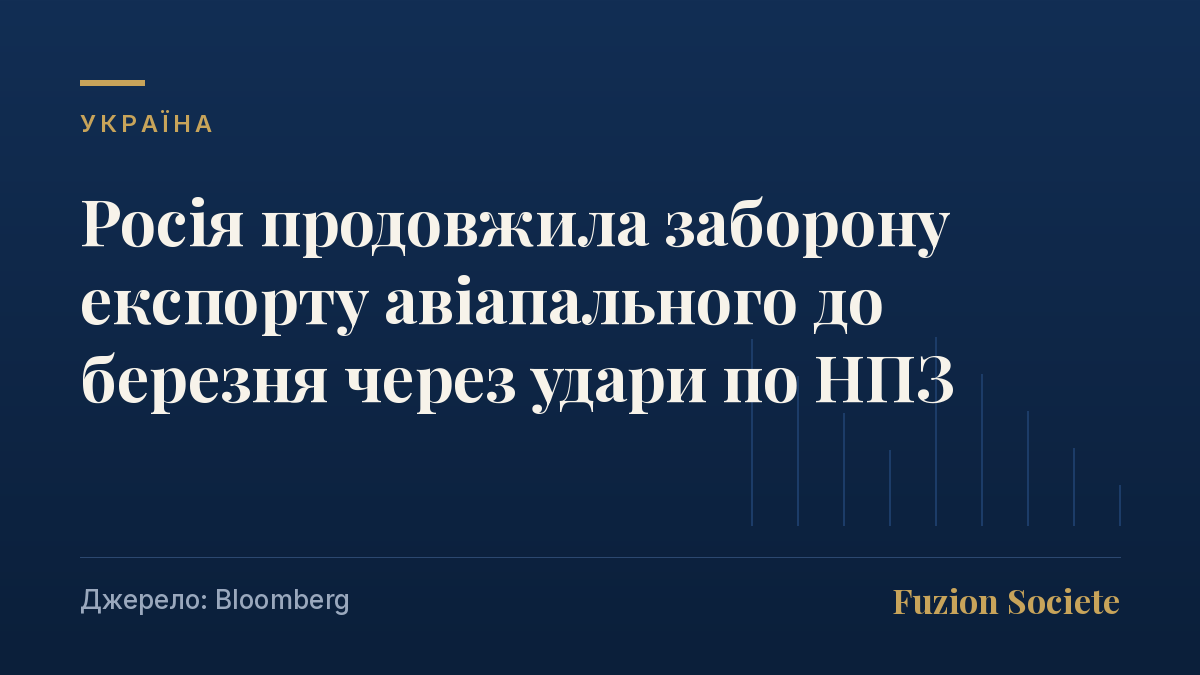 УКРАЇНА
Росія продовжила заборону
експорту авіапального до
березня через удари по НПЗ
Джерело: Bloomberg
Fuzion Societe